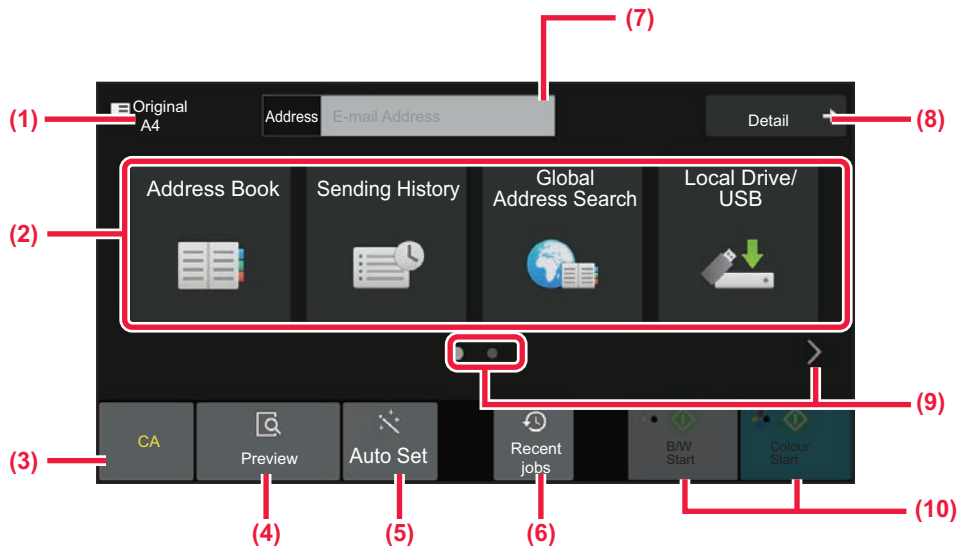 (7)
(1)
Original
A4
Address
E-mail Address
Detail
(8)
(2)
Address Book
Sending History
Global
Address Search
Local Drive/
USB
(9)
(3)
CA
Preview
Auto Set
Recent
jobs
B/W
Start
Colour
Start
(4)
(5)
(6)
(10)